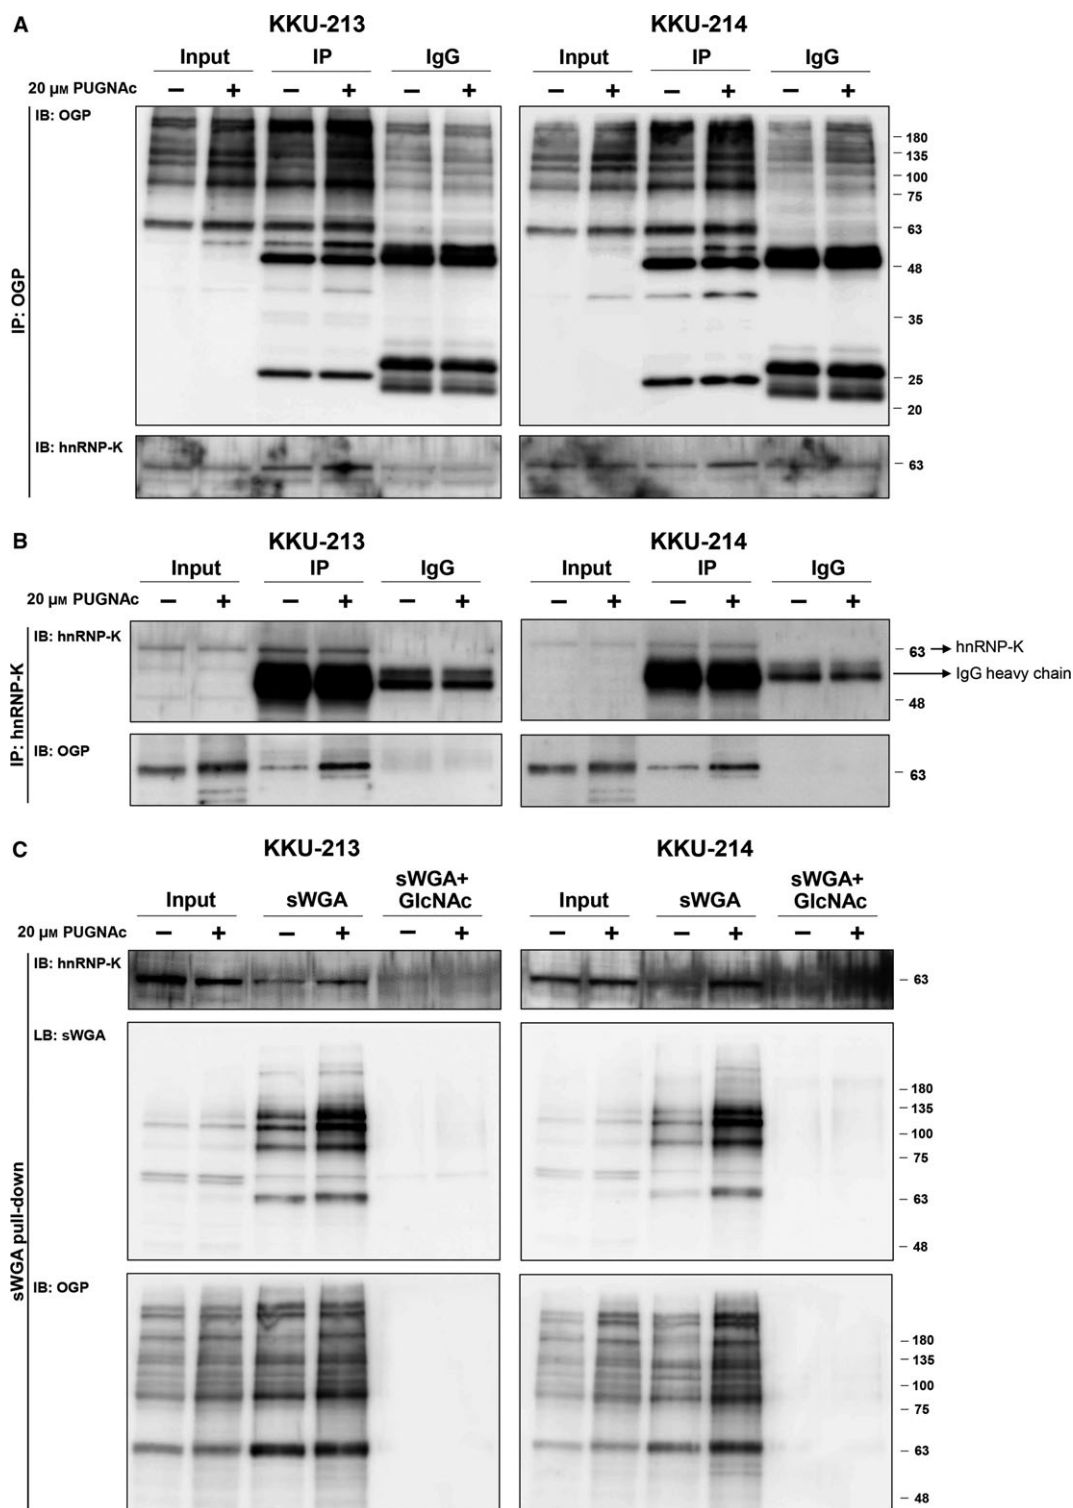 A
KKU-213 KKU-214
Input IP IgG Input IP IgG
20 µM PUGNAc − + − + − + − + − + − +
IB: OGP
180
135
100
75
63
48
35
25
20
IP: OGP
IB: hnRNP-K
63
B
KKU-213 KKU-214
Input IP IgG Input IP IgG
20 µM PUGNAc − + − + − + − + − + − +
IB: hnRNP-K
63 hnRNP-K
IgG heavy chain
48
IP: hnRNP-K
IB: OGP
63
C
KKU-213 KKU-214
Input sWGA sWGA+ GlcNAc Input sWGA sWGA+ GlcNAc
20 µM PUGNAc − + − + − + − + − + − +
IB: hnRNP-K
63
LB: sWGA
180
135
100
75
63
48
sWGA pull-down
IB: OGP
180
135
100
75
63
48